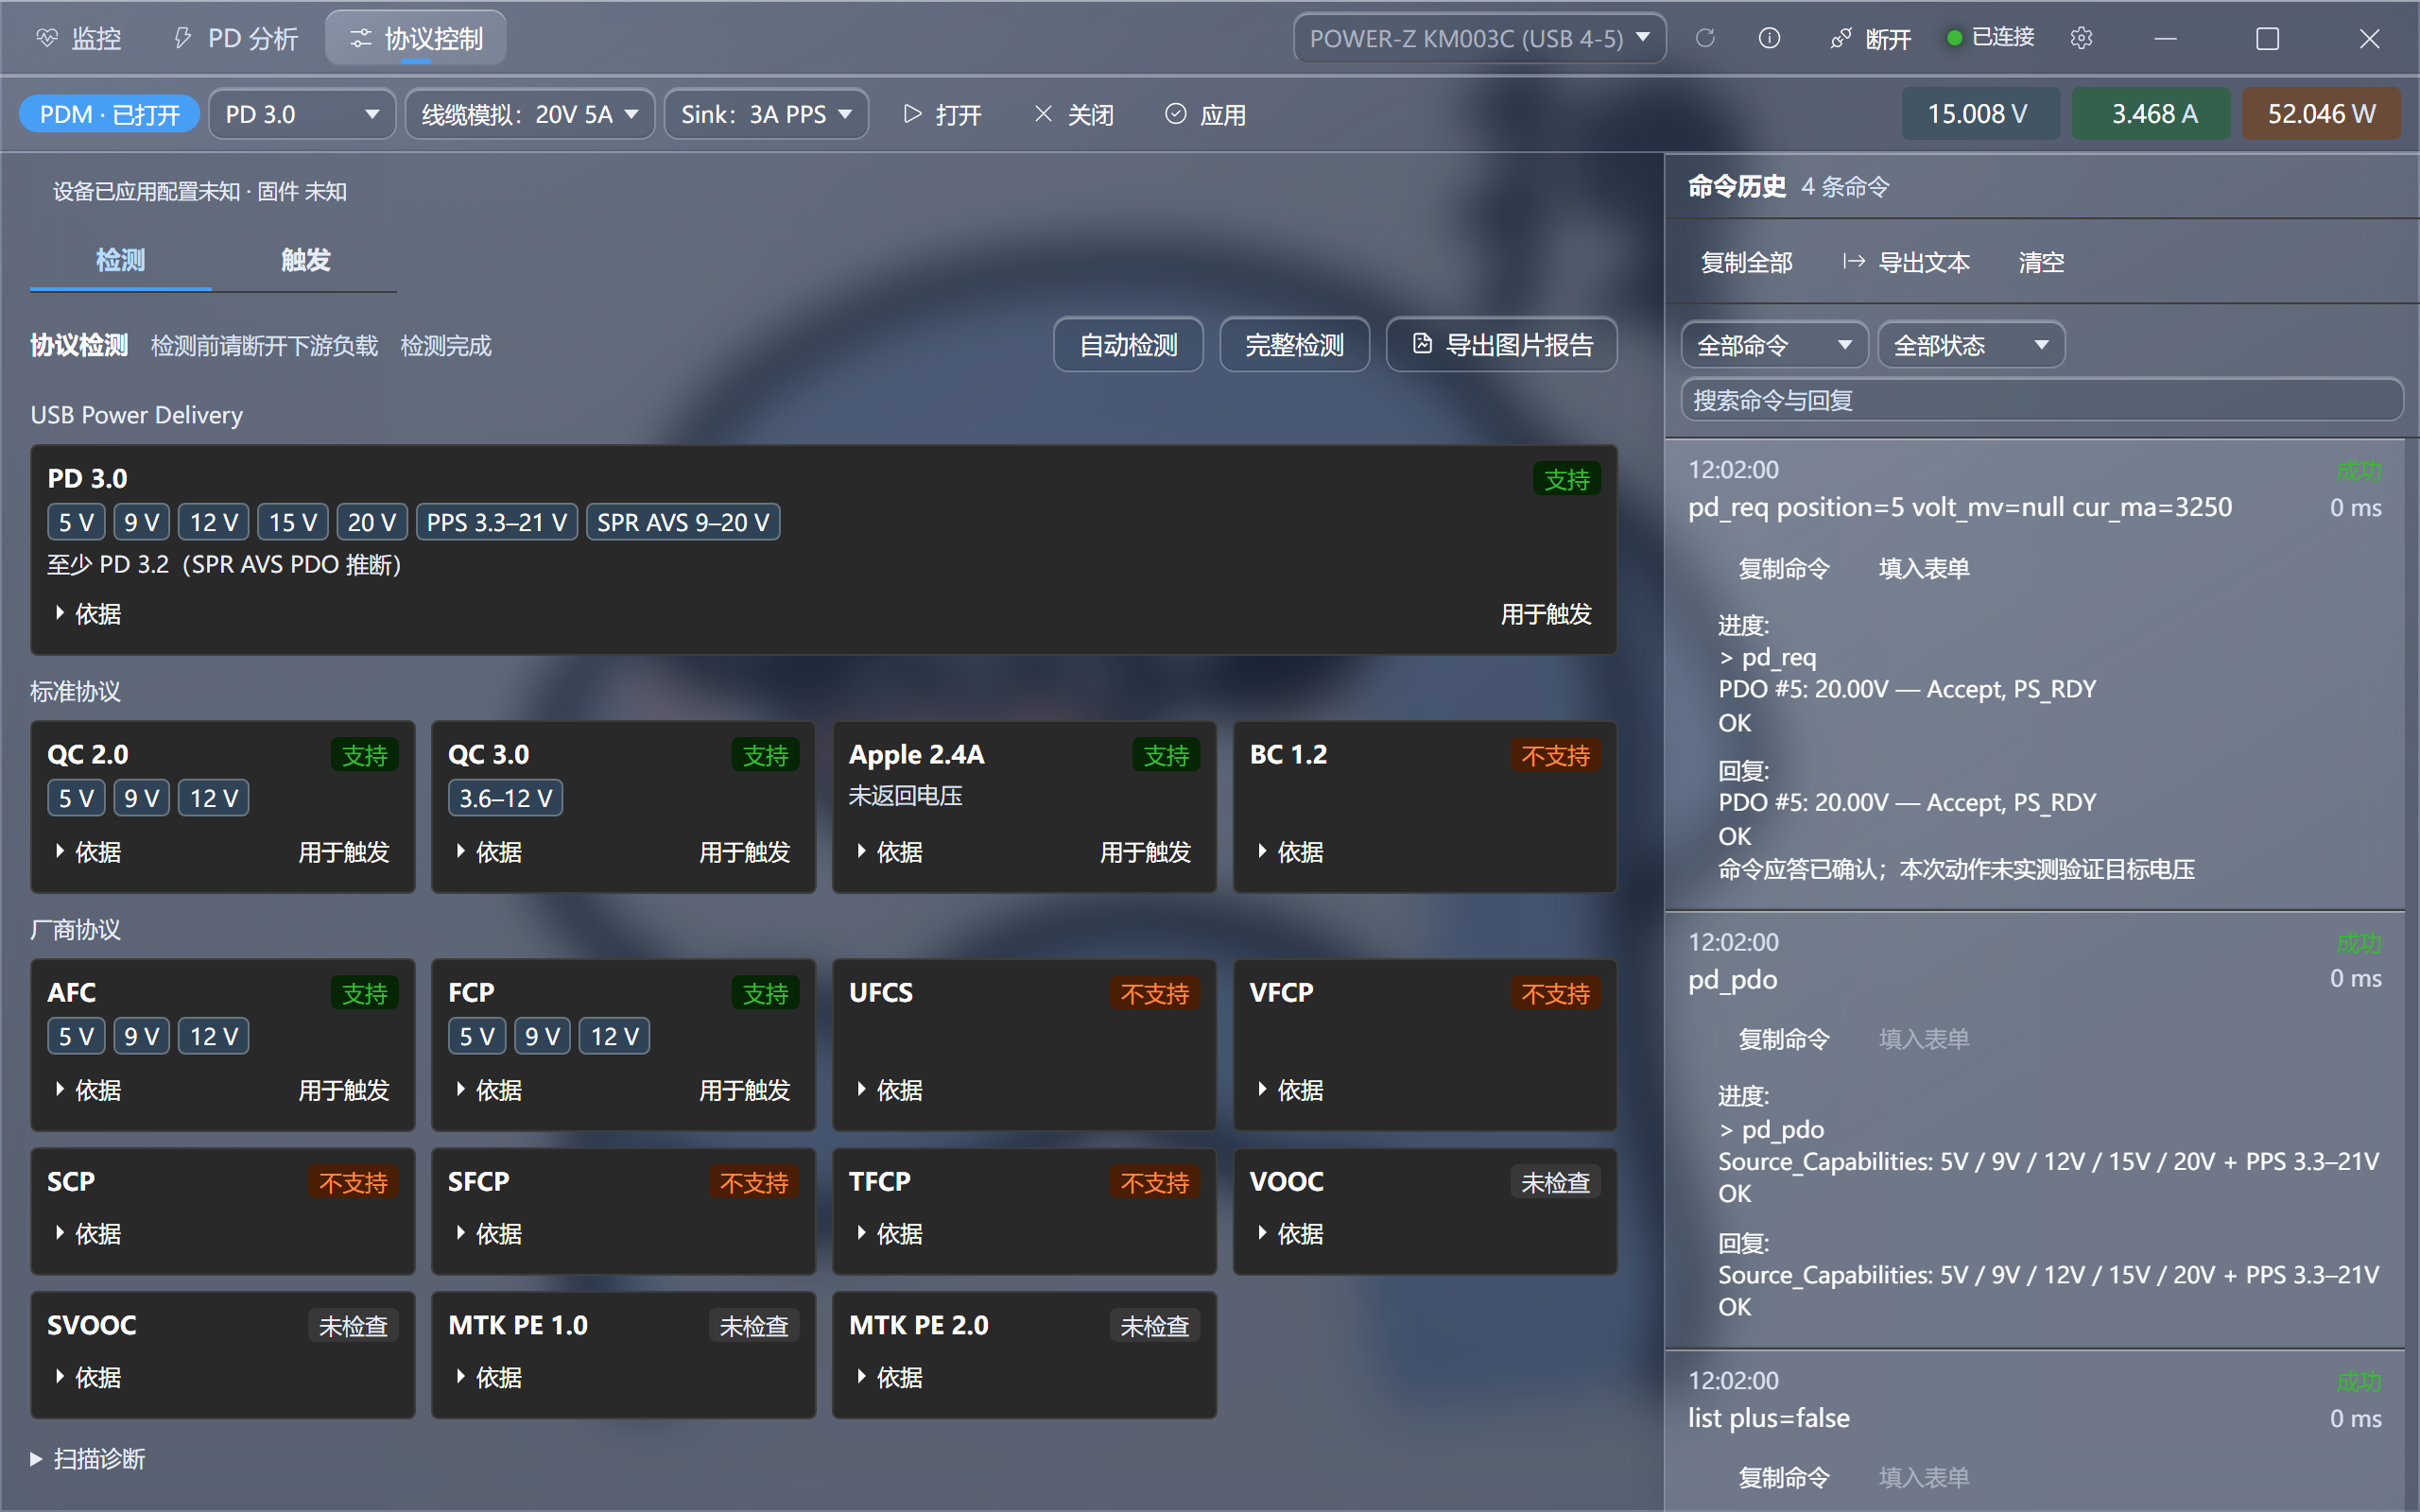 监控 PD 分析 协议控制 POWER-Z KM003C (USB 4-5) 断开 已连接
PDM · 已打开 PD 3.0 线缆模拟：20V 5A Sink：3A PPS 打开 关闭 应用 15.008 V 3.468 A 52.046 W
设备已应用配置未知 · 固件 未知
检测 触发
协议检测 检测前请断开下游负载 检测完成 自动检测 完整检测 导出图片报告
USB Power Delivery
PD 3.0 支持
5 V 9 V 12 V 15 V 20 V PPS 3.3–21 V SPR AVS 9–20 V
至少 PD 3.2（SPR AVS PDO 推断）
依据 用于触发
标准协议
QC 2.0 支持
5 V 9 V 12 V
依据 用于触发
QC 3.0 支持
3.6–12 V
依据 用于触发
Apple 2.4A 支持
未返回电压
依据 用于触发
BC 1.2 不支持
依据
厂商协议
AFC 支持
5 V 9 V 12 V
依据 用于触发
FCP 支持
5 V 9 V 12 V
依据 用于触发
UFCS 不支持
依据
VFCP 不支持
依据
SCP 不支持
依据
SFCP 不支持
依据
TFCP 不支持
依据
VOOC 未检查
依据
SVOOC 未检查
依据
MTK PE 1.0 未检查
依据
MTK PE 2.0 未检查
依据
扫描诊断
命令历史 4 条命令
复制全部 导出文本 清空
全部命令 全部状态
搜索命令与回复
12:02:00 成功
pd_req position=5 volt_mv=null cur_ma=3250 0 ms
复制命令 填入表单
进度:
> pd_req
PDO #5: 20.00V — Accept, PS_RDY
OK
回复:
PDO #5: 20.00V — Accept, PS_RDY
OK
命令应答已确认；本次动作未实测验证目标电压
12:02:00 成功
pd_pdo 0 ms
复制命令 填入表单
进度:
> pd_pdo
Source_Capabilities: 5V / 9V / 12V / 15V / 20V + PPS 3.3–21V
OK
回复:
Source_Capabilities: 5V / 9V / 12V / 15V / 20V + PPS 3.3–21V
OK
12:02:00 成功
list plus=false 0 ms
复制命令 填入表单